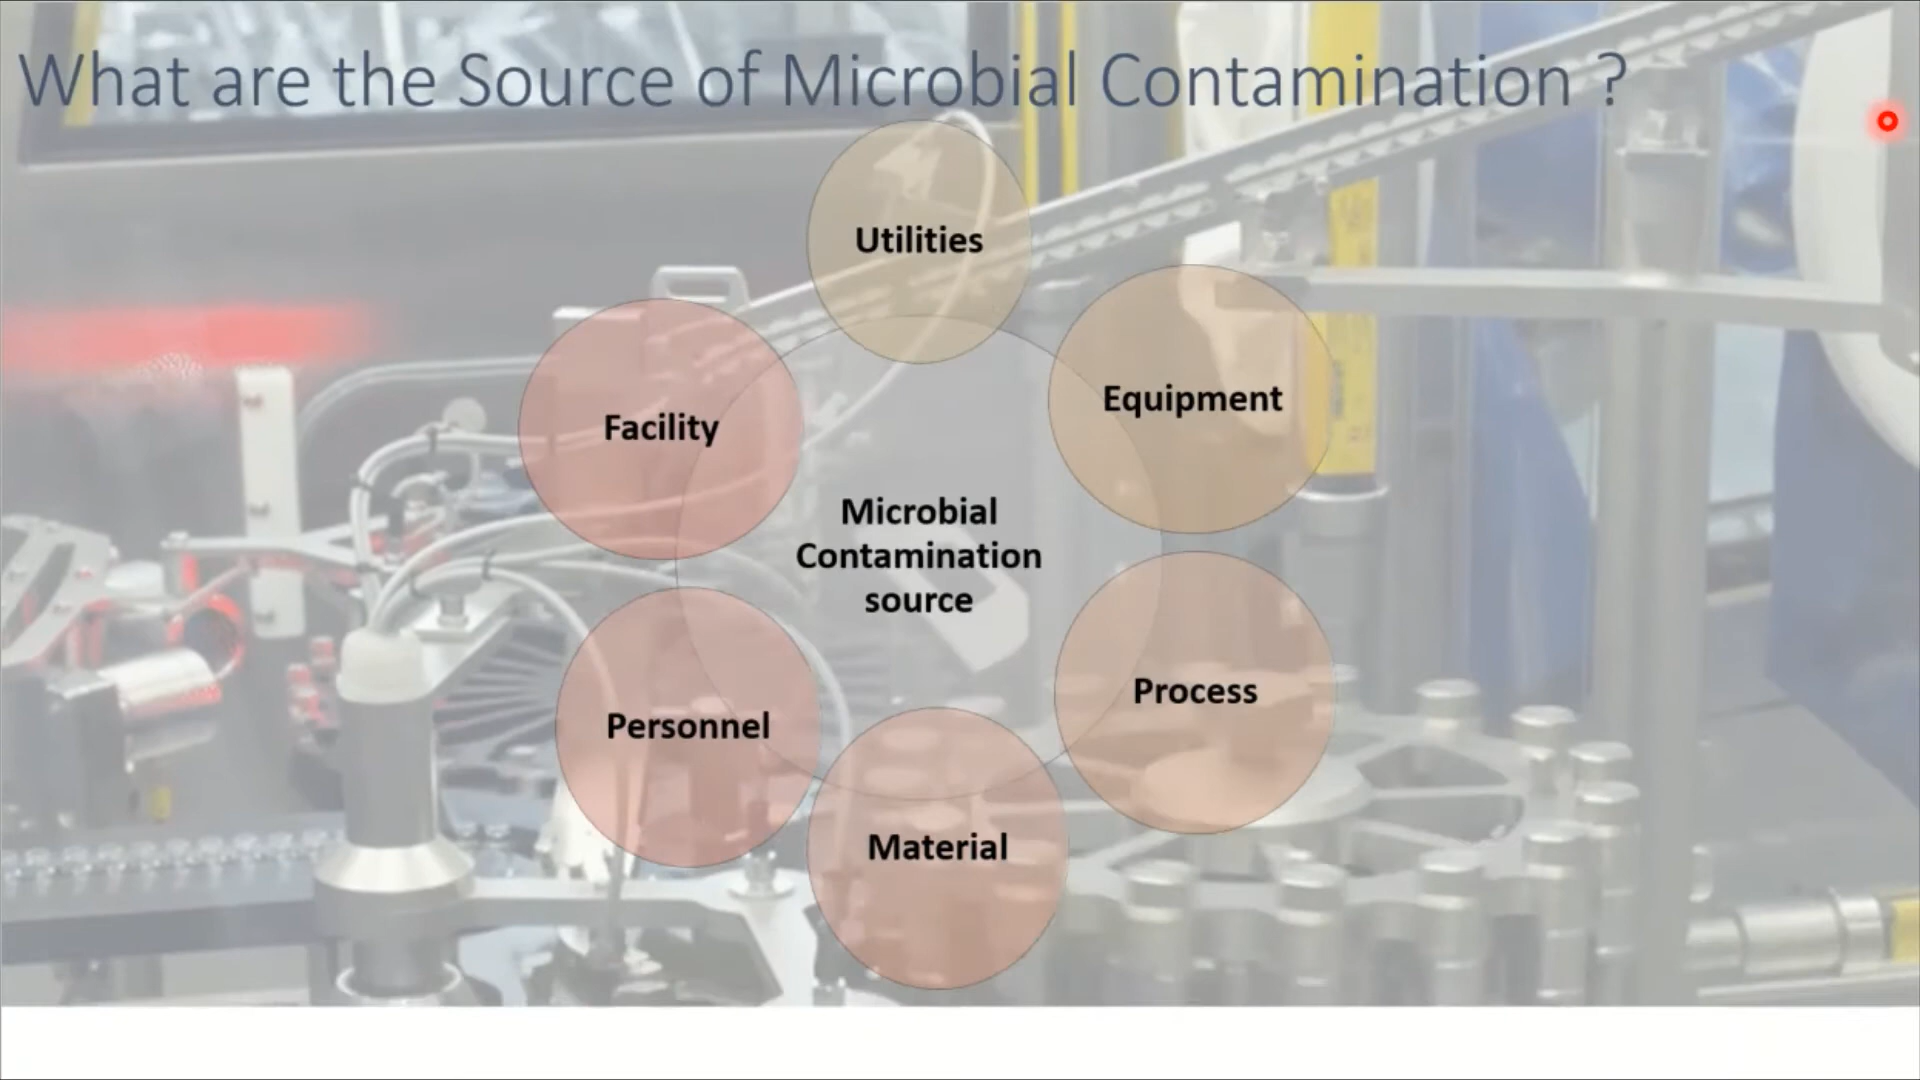 What are the Source of Microbial Contamination ?
Utilities
Equipment
Facility
Microbial
Contamination
source
Process
Personnel
Material